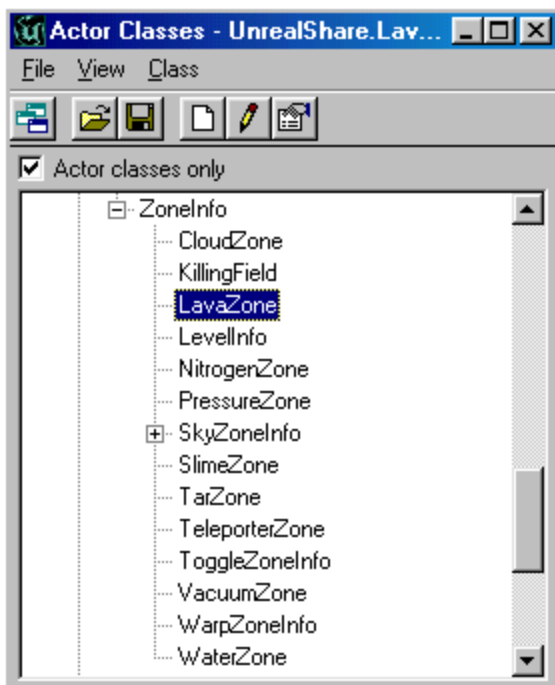 Actor Classes - UnrealShare.Lav...
File View Class
Actor classes only
ZoneInfo
CloudZone
KillingField
LavaZone
LevelInfo
NitrogenZone
PressureZone
SkyZoneInfo
SlimeZone
TarZone
TeleporterZone
ToggleZoneInfo
VacuumZone
WarpZoneInfo
WaterZone